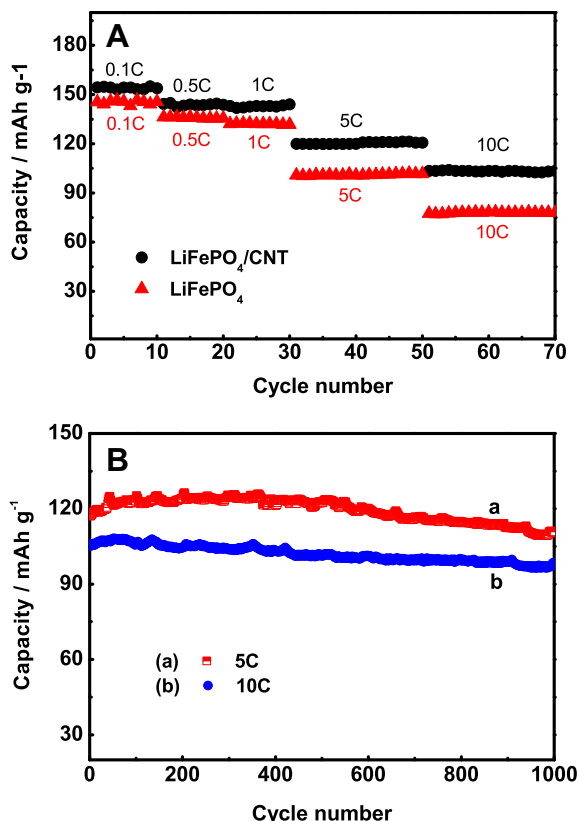 A
180
150
120
90
60
30
Capacity / mAh g-1
0.1C
0.5C
1C
5C
10C
0.1C
0.5C
1C
5C
10C
LiFePO4/CNT
LiFePO4
0 10 20 30 40 50 60 70
Cycle number
B
150
120
90
60
30
Capacity / mAh g-1
a
b
(a) 5C
(b) 10C
0 200 400 600 800 1000
Cycle number